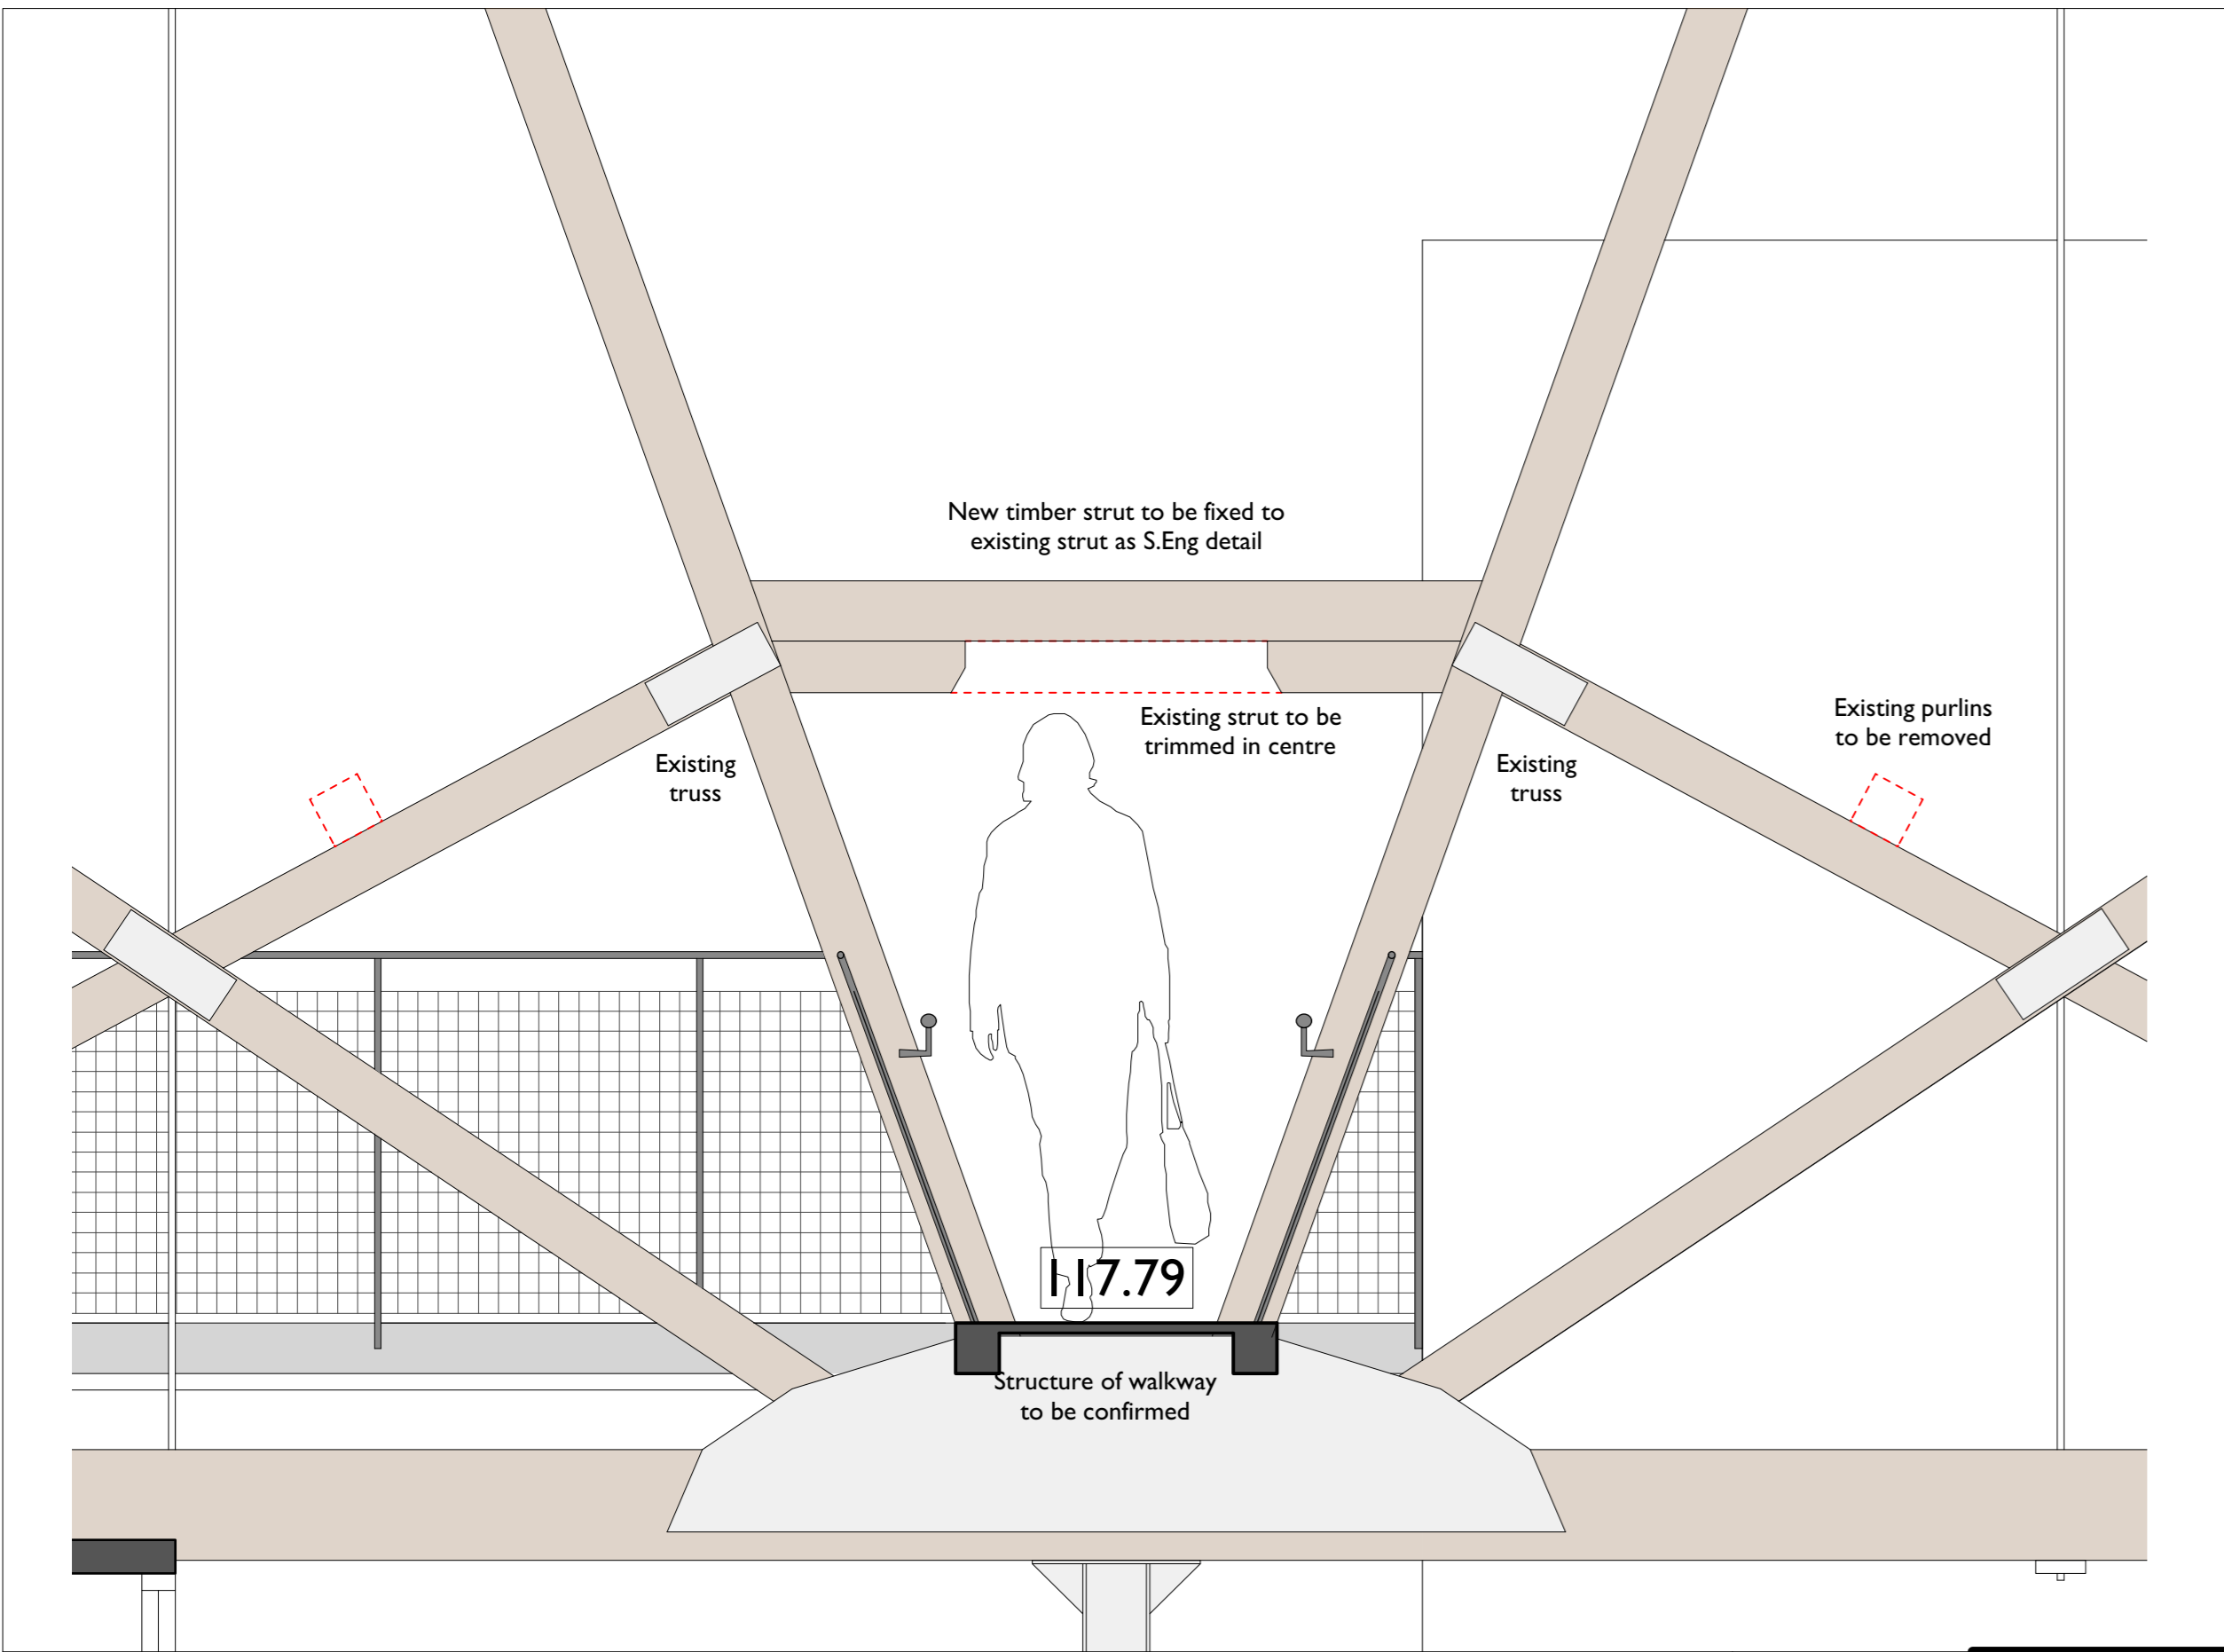 New timber strut to be fixed to
existing strut as S.Eng detail
Existing strut to be
trimmed in centre
Existing purlins
to be removed
Existing
truss
Existing
truss
117.79
Structure of walkway
to be confirmed